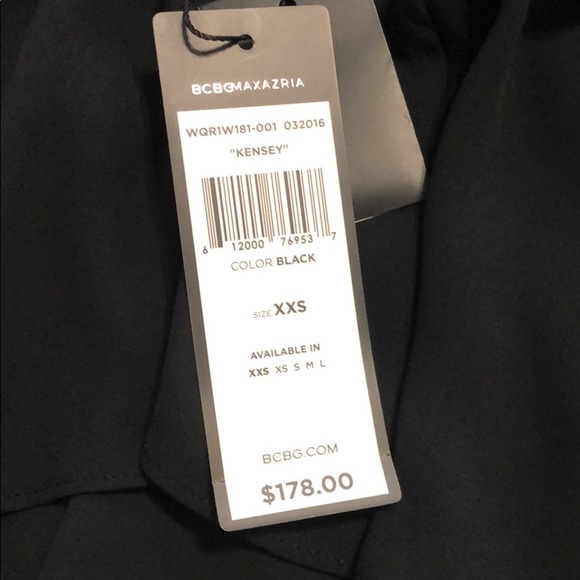 BCBGMAXAZRIA
WQR1W181-001 032016
"KENSEY"
6 12000 76953 7
COLOR BLACK
SIZE XXS
AVAILABLE IN
XXS XS S M L
BCBG.COM
$178.00